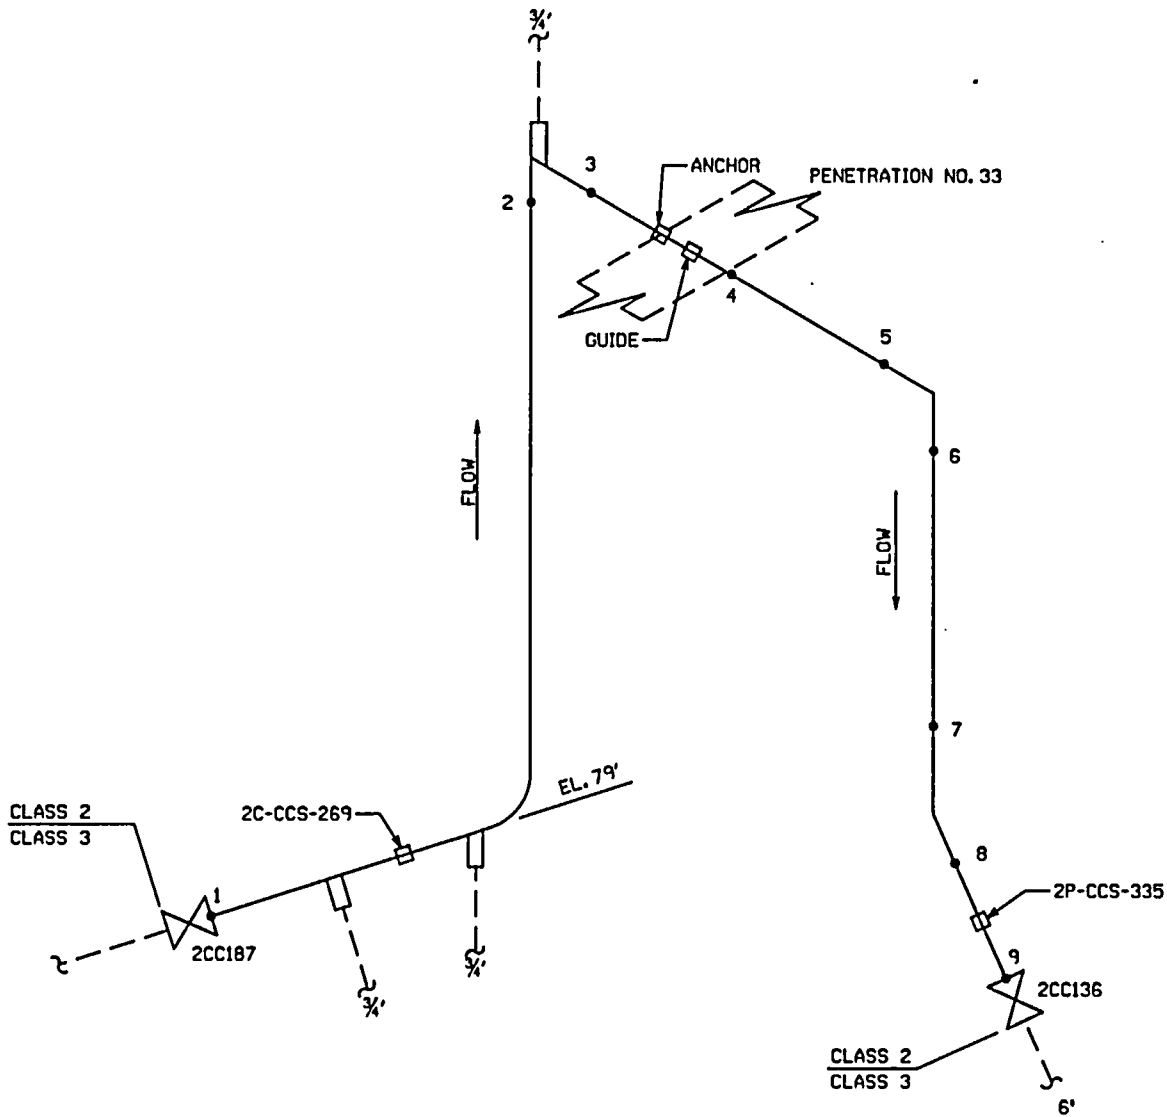 ¾'
3
ANCHOR
PENETRATION NO. 33
2
4
GUIDE
5
6
FLOW
FLOW
7
EL. 79'
2C-CCS-269
CLASS 2
CLASS 3
8
1
2P-CCS-335
2CC187
9
¾'
2CC136
¾'
CLASS 2
CLASS 3
6'